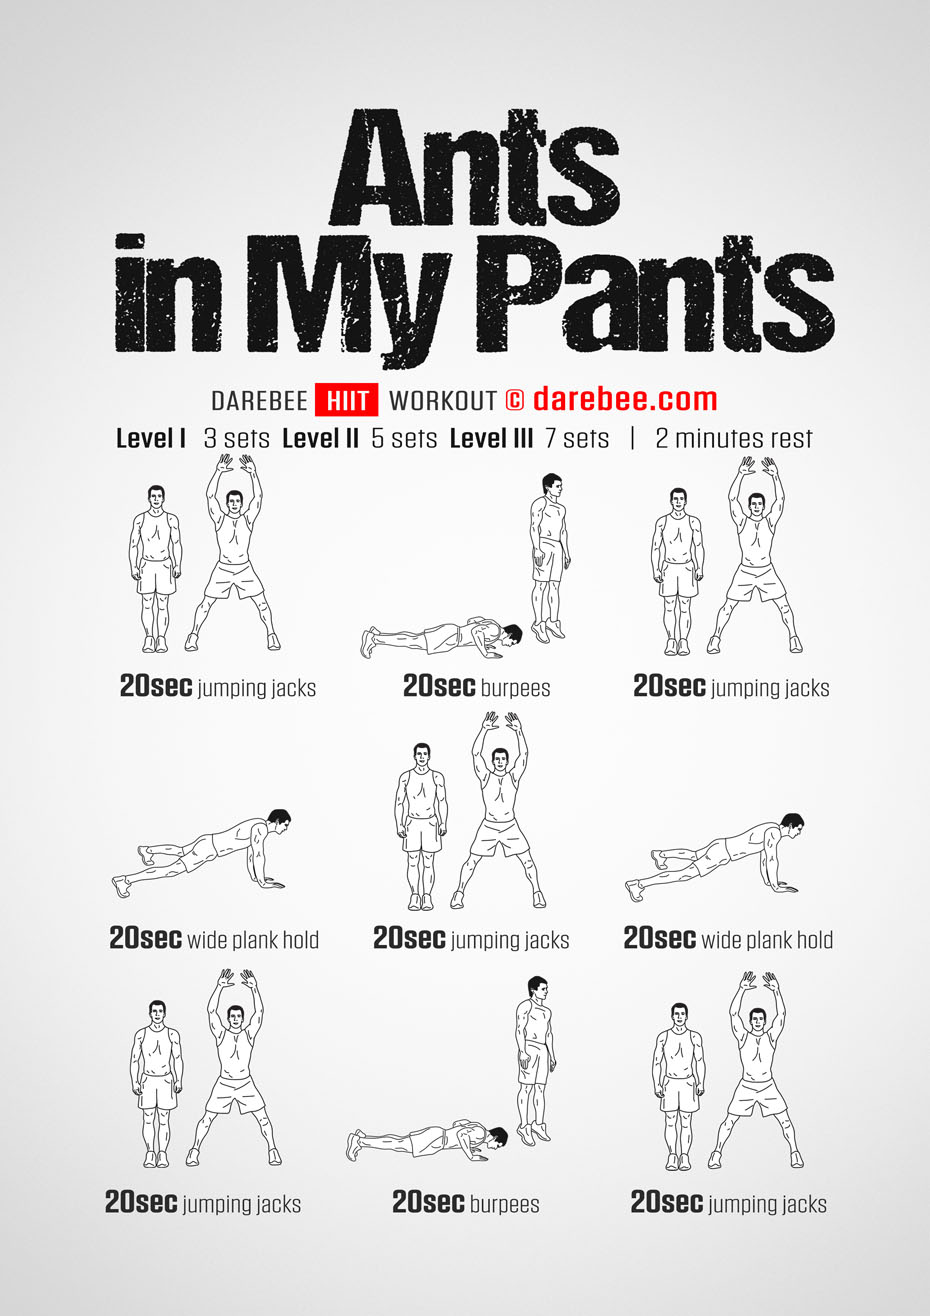 Ants
in My Pants
DAREBEE HIIT WORKOUT © darebee.com
Level I 3 sets Level II 5 sets Level III 7 sets | 2 minutes rest
20sec jumping jacks
20sec burpees
20sec jumping jacks
20sec wide plank hold
20sec jumping jacks
20sec wide plank hold
20sec jumping jacks
20sec burpees
20sec jumping jacks